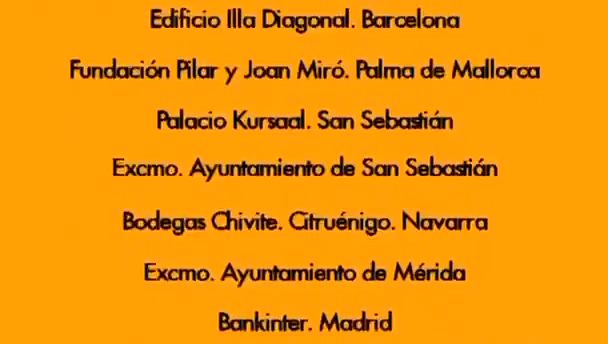 Edificio Illa Diagonal. Barcelona
Fundación Pilar y Joan Miró. Palma de Mallorca
Palacio Kursaal. San Sebastián
Excmo. Ayuntamiento de San Sebastián
Bodegas Chivite. Citruénigo. Navarra
Excmo. Ayuntamiento de Mérida
Bankinter. Madrid